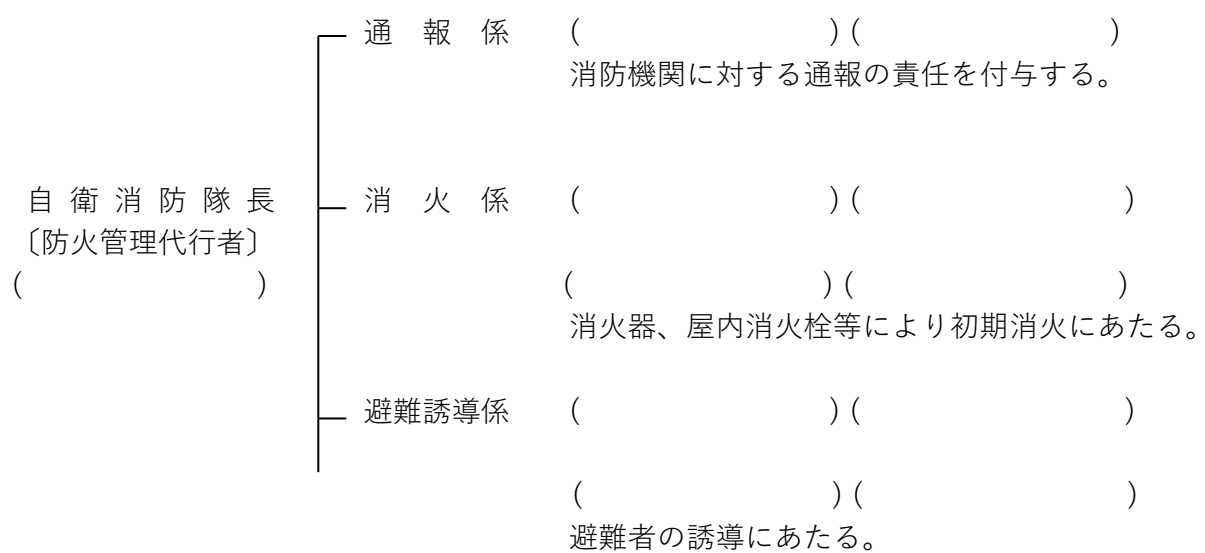 通 報 係 ( ) ( )
消防機関に対する通報の責任を付与する。
自 衛 消 防 隊 長
消 火 係 ( ) ( )
〔防火管理代行者〕
( )
( ) ( )
消火器、屋内消火栓等により初期消火にあたる。
避難誘導係 ( ) ( )
( ) ( )
避難者の誘導にあたる。